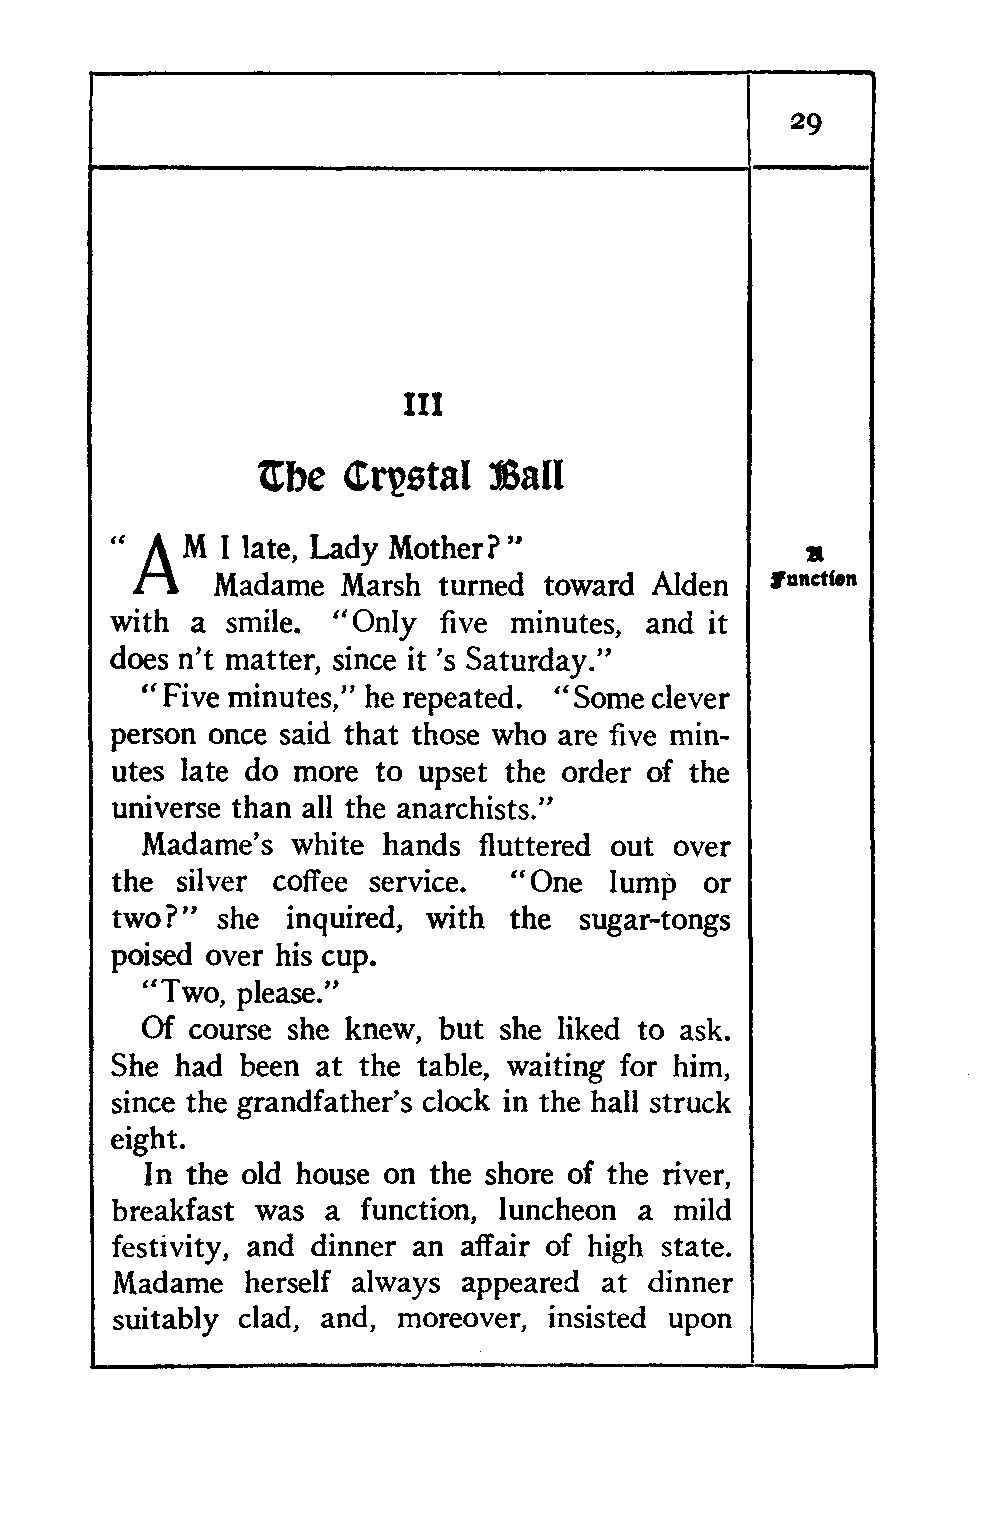 29
III
The Crystal Ball
A
Function
"AM I late, Lady Mother?"
Madame Marsh turned toward Alden
with a smile. "Only five minutes, and it
does n't matter, since it 's Saturday."
"Five minutes," he repeated. "Some clever
person once said that those who are five min-
utes late do more to upset the order of the
universe than all the anarchists."
Madame's white hands fluttered out over
the silver coffee service. "One lump or
two?" she inquired, with the sugar-tongs
poised over his cup.
"Two, please."
Of course she knew, but she liked to ask.
She had been at the table, waiting for him,
since the grandfather's clock in the hall struck
eight.
In the old house on the shore of the river,
breakfast was a function, luncheon a mild
festivity, and dinner an affair of high state.
Madame herself always appeared at dinner
suitably clad, and, moreover, insisted upon